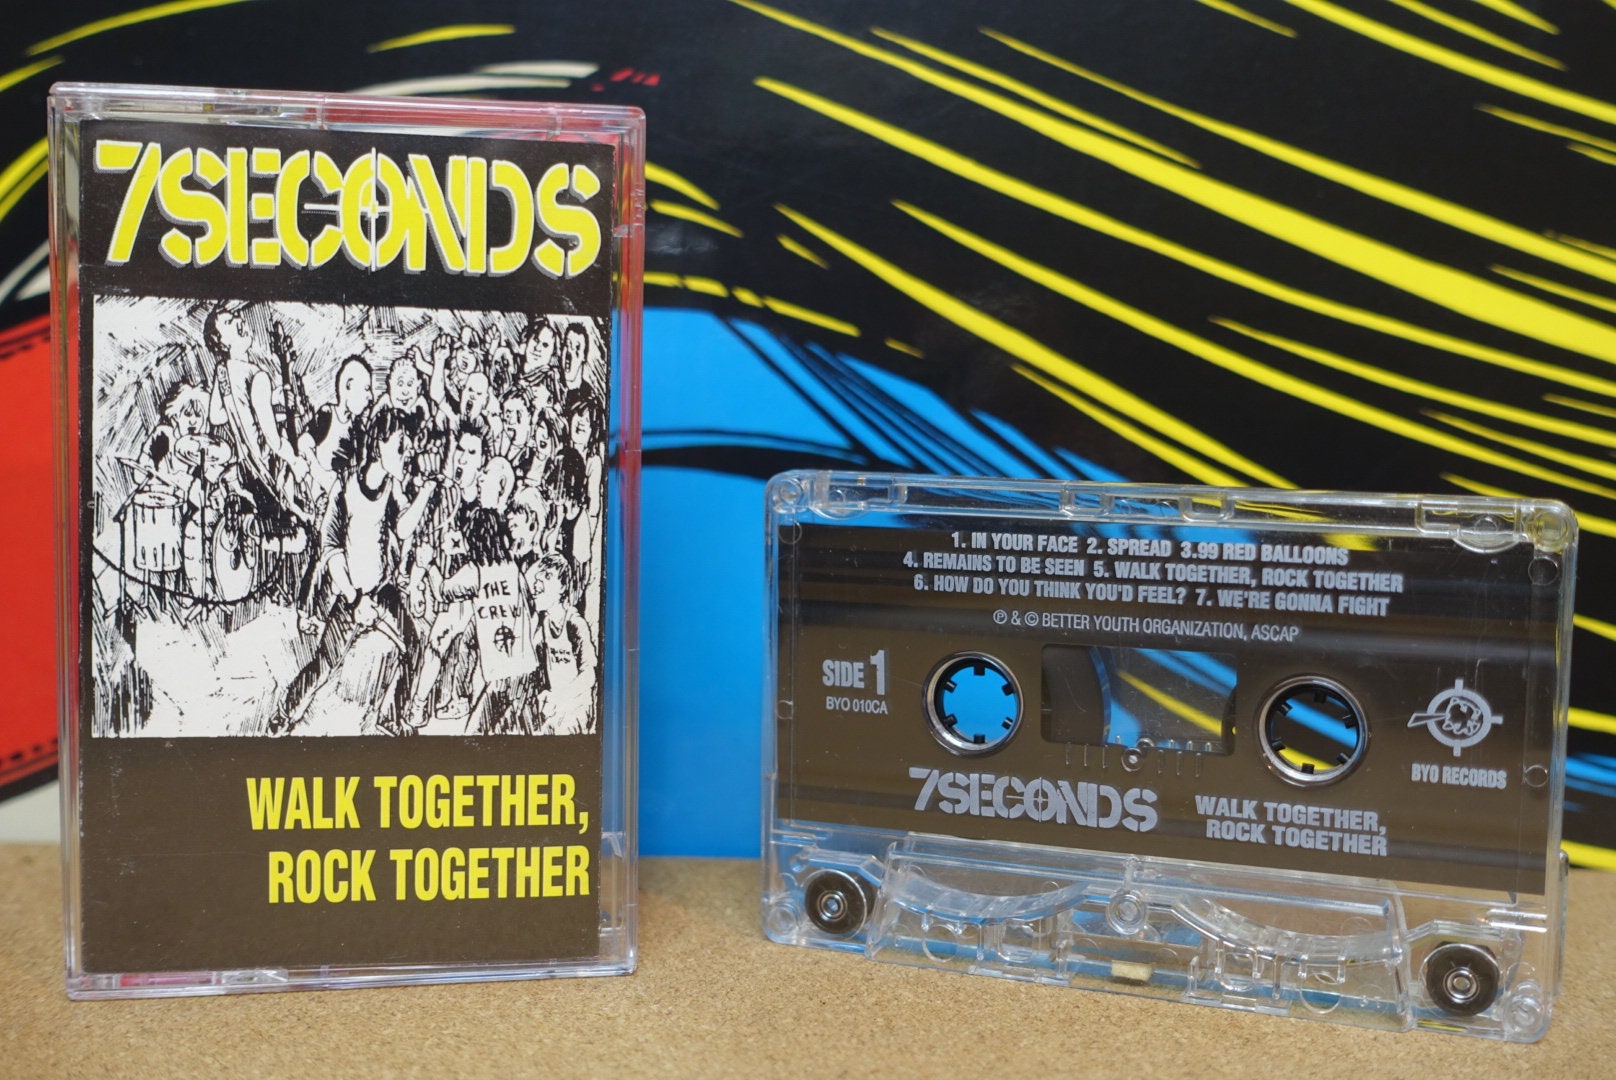 7SECONDS
THE
CREW
WALK TOGETHER,
ROCK TOGETHER
1. IN YOUR FACE 2. SPREAD 3.99 RED BALLOONS
4. REMAINS TO BE SEEN 5. WALK TOGETHER, ROCK TOGETHER
6. HOW DO YOU THINK YOU'D FEEL? 7. WE'RE GONNA FIGHT
℗ & © BETTER YOUTH ORGANIZATION, ASCAP
SIDE 1
BYO 010CA
BYO RECORDS
7SECONDS
WALK TOGETHER,
ROCK TOGETHER